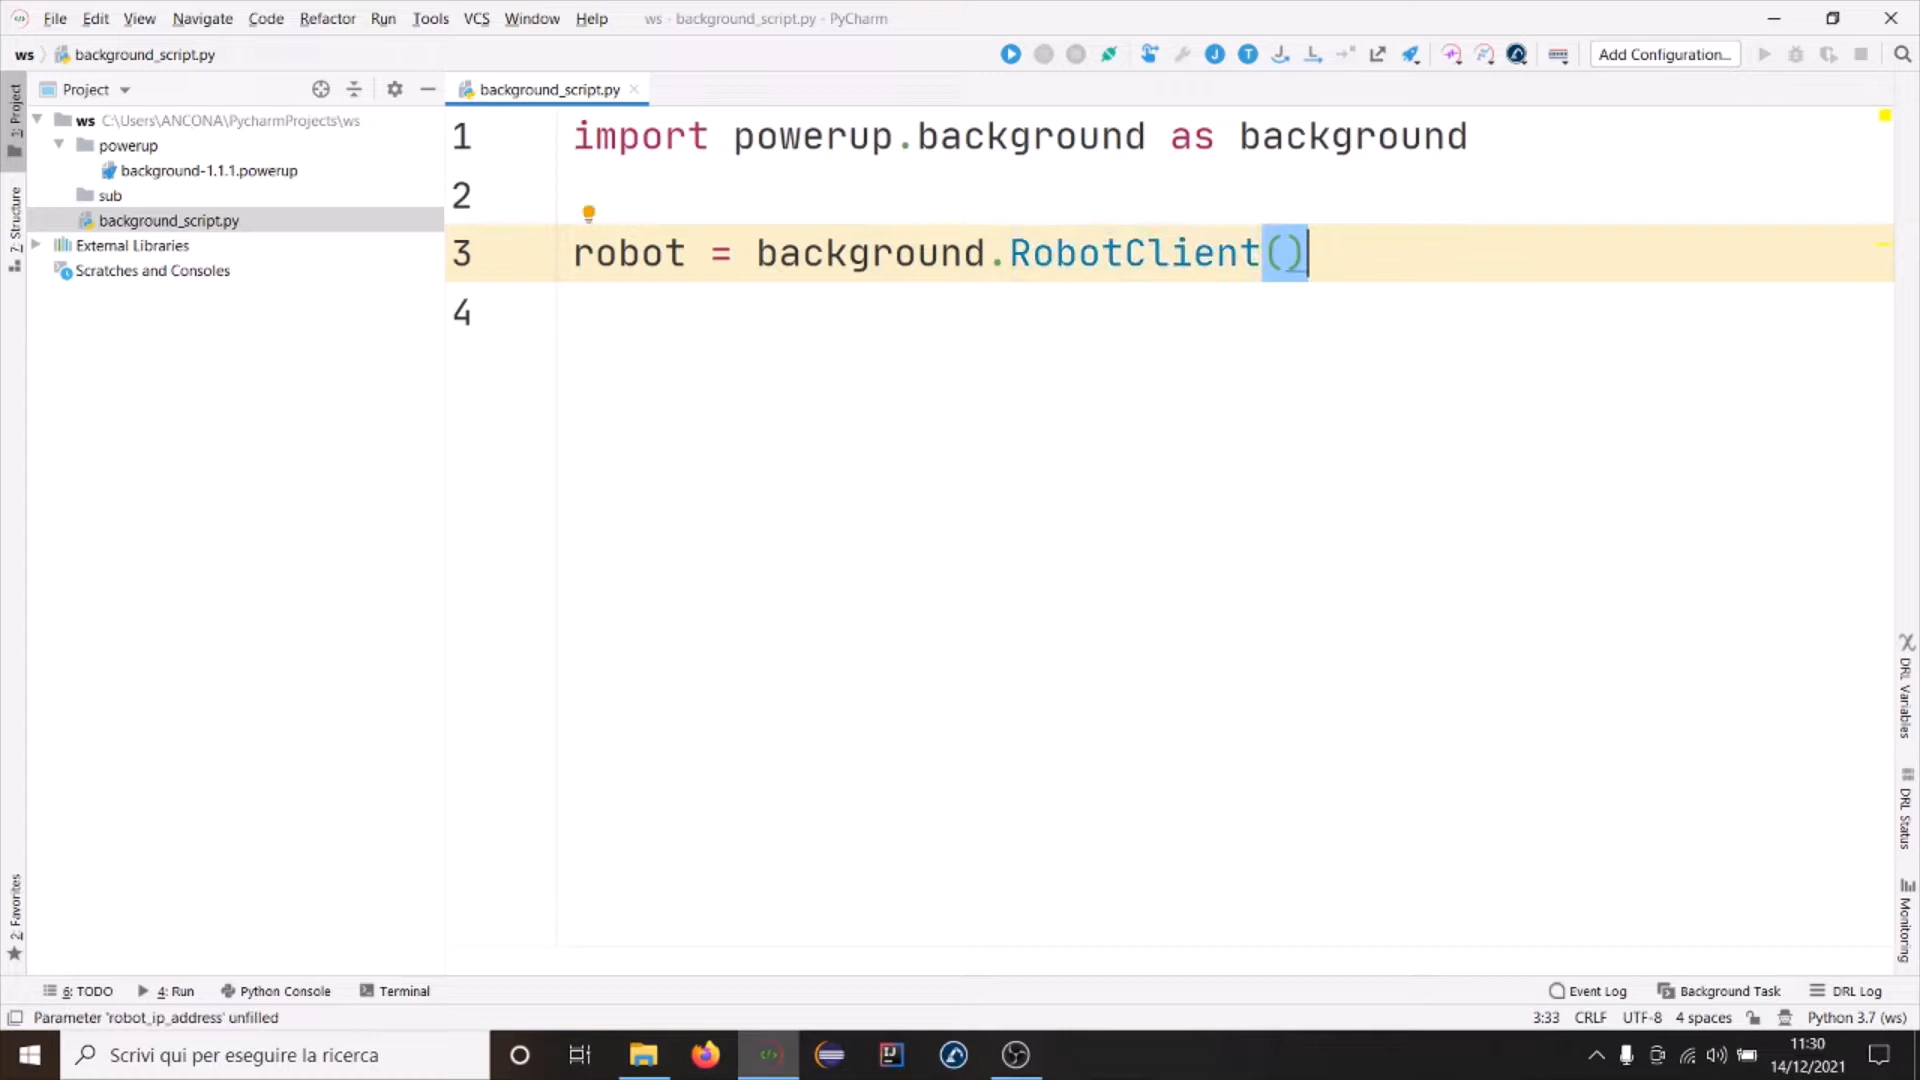 File Edit View Navigate Code Refactor Run Tools VCS Window Help ws - background_script.py - PyCharm
ws background_script.py Add Configuration...
1: Project
Project
background_script.py
ws C:\Users\ANCONA\PycharmProjects\ws
powerup
background-1.1.1.powerup
sub
background_script.py
External Libraries
Scratches and Consoles
7: Structure
2: Favorites
1 import powerup.background as background
2
3 robot = background.RobotClient()
4
DRL Variables
DRL Status
Monitoring
6: TODO 4: Run Python Console Terminal Event Log Background Task DRL Log
Parameter 'robot_ip_address' unfilled 3:33 CRLF UTF-8 4 spaces Python 3.7 (ws)
Scrivi qui per eseguire la ricerca
11:30
14/12/2021